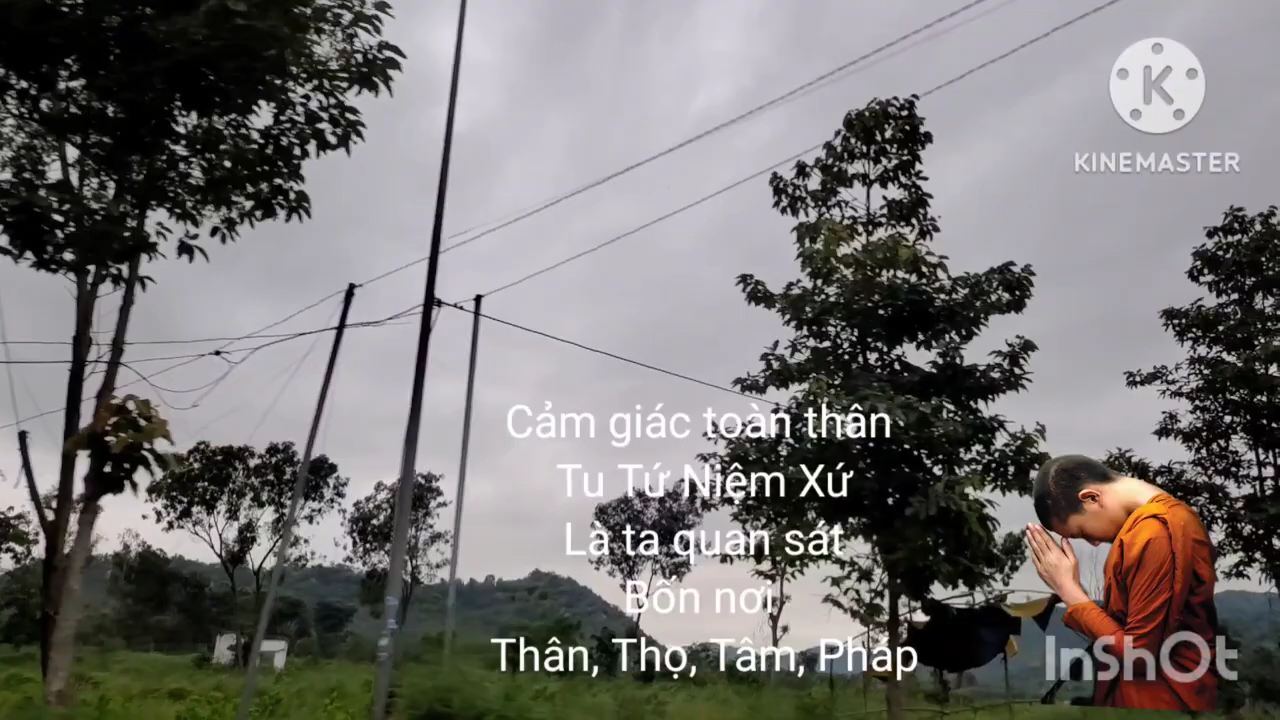 KINEMASTER
Cảm giác toàn thân
Tu Tứ Niệm Xứ
Là ta quan sát
Bốn nơi
Thân, Thọ, Tâm, Pháp
InShOt